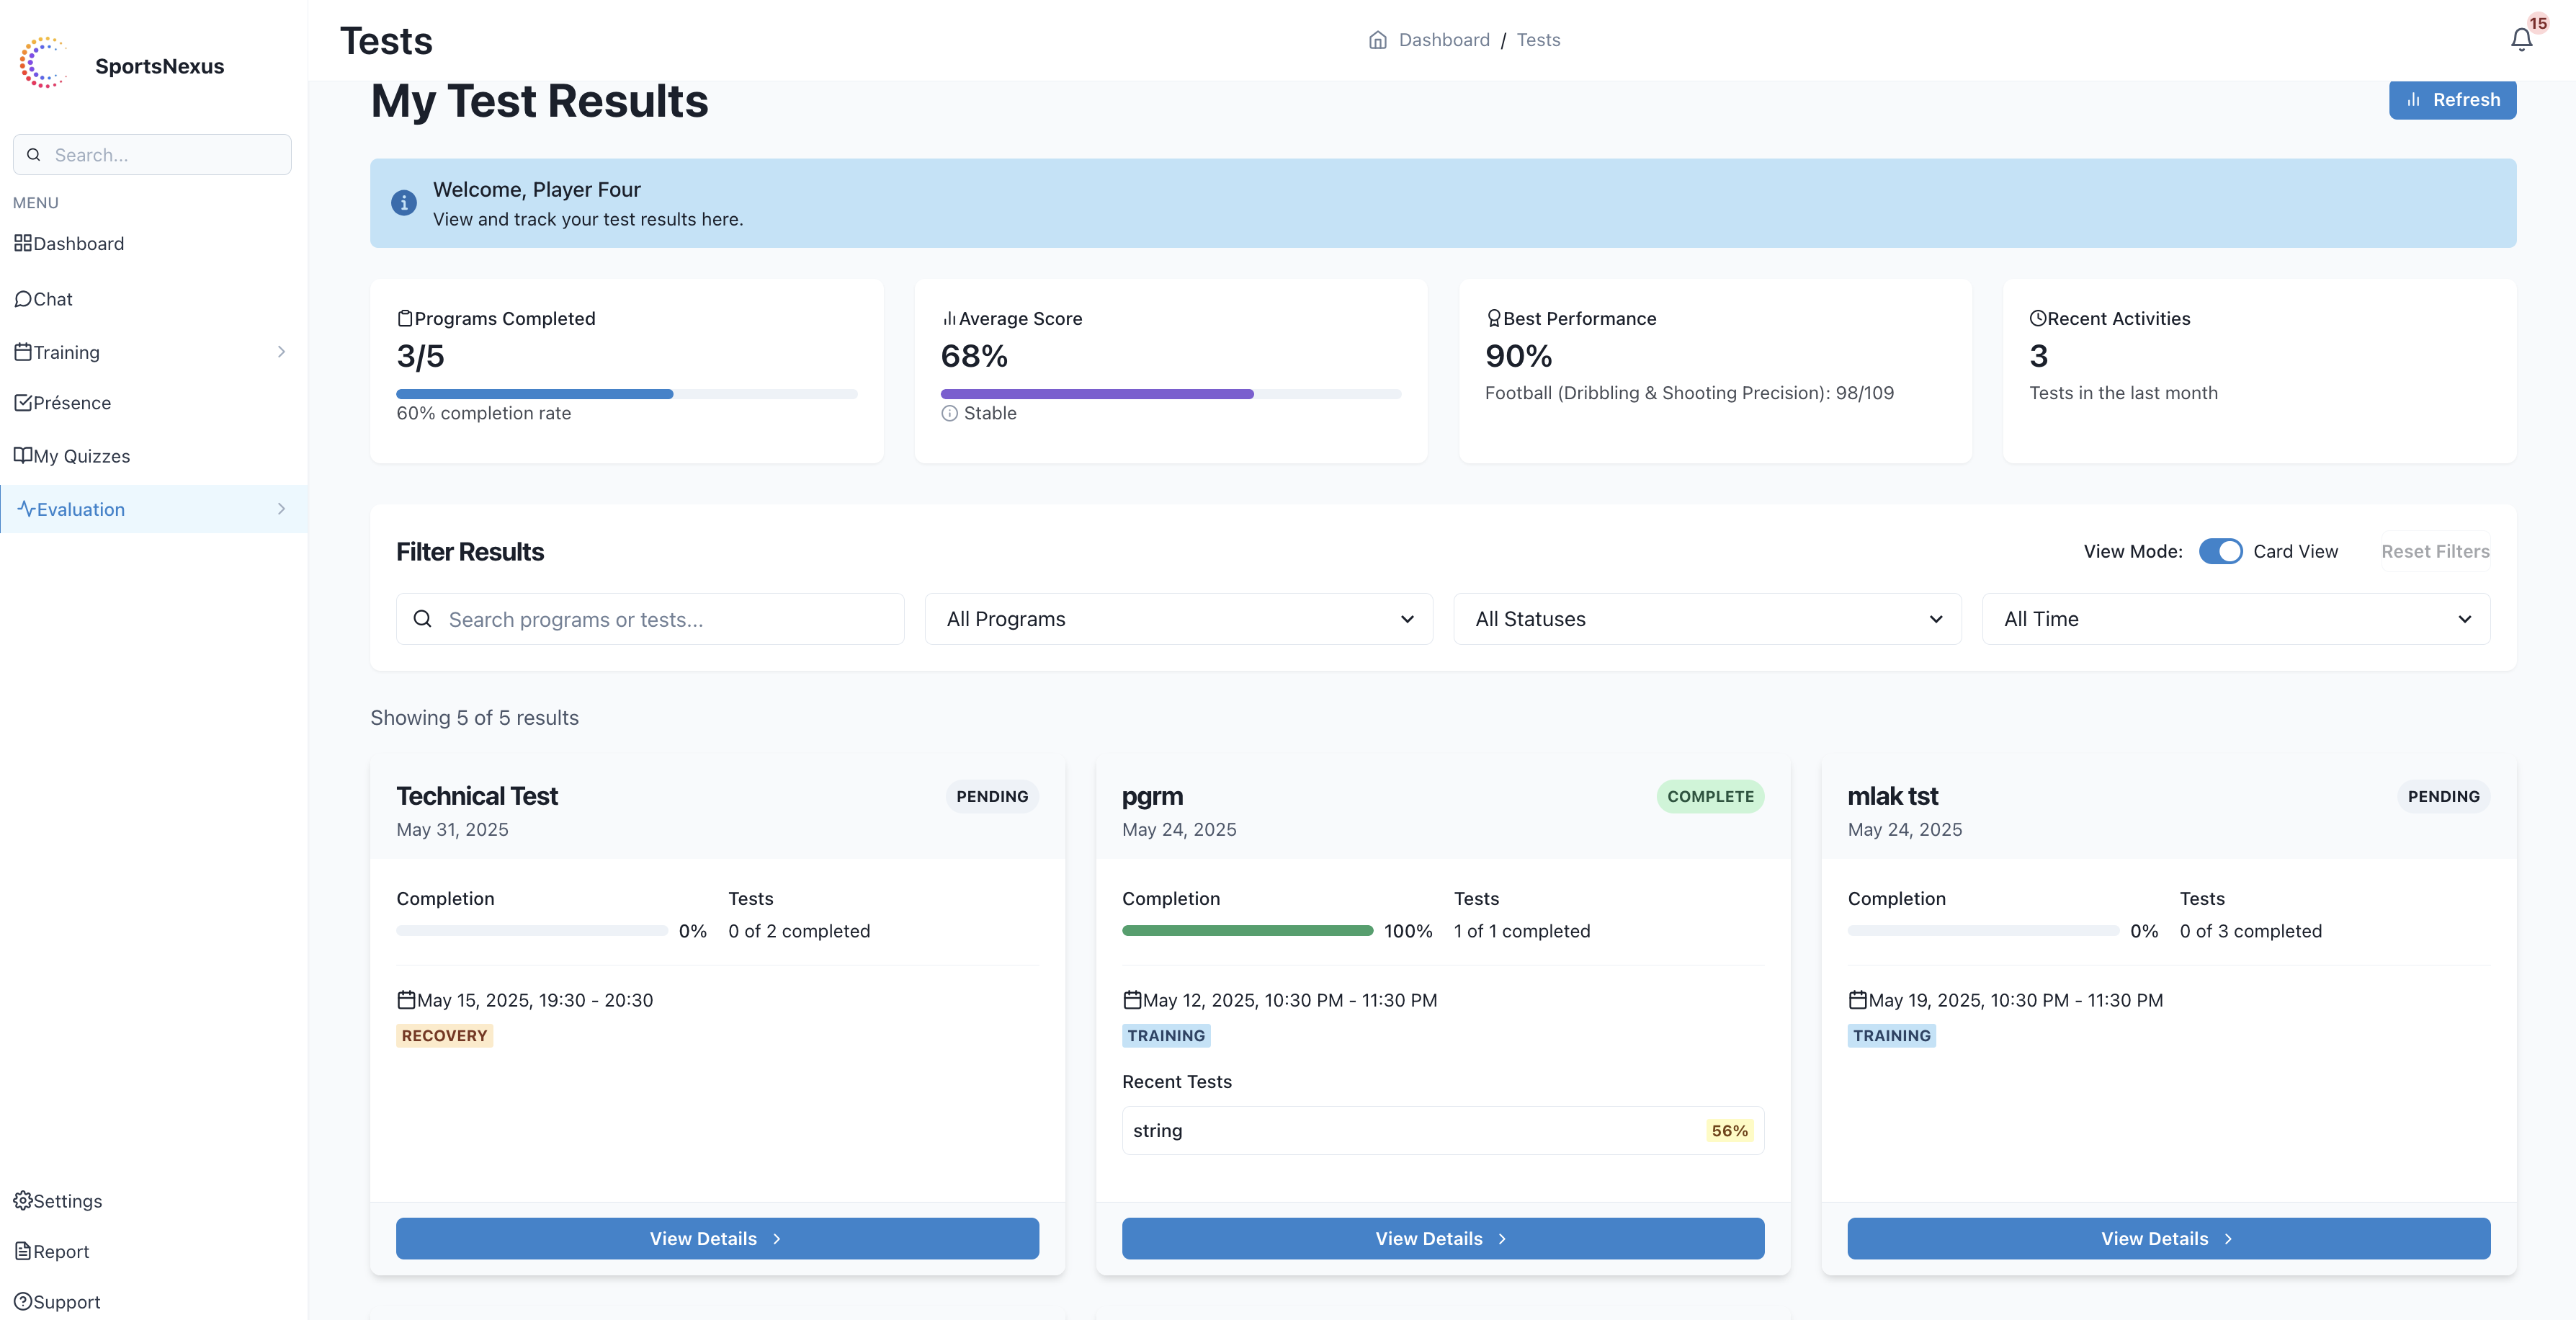 SportsNexus
Search...
MENU
Dashboard
Chat
Training
Présence
My Quizzes
Evaluation
Settings
Report
Support
Tests
Dashboard / Tests
15
My Test Results
Refresh
Welcome, Player Four
View and track your test results here.
Programs Completed
3/5
60% completion rate
Average Score
68%
Stable
Best Performance
90%
Football (Dribbling & Shooting Precision): 98/109
Recent Activities
3
Tests in the last month
Filter Results
View Mode: Card View
Reset Filters
Search programs or tests...
All Programs
All Statuses
All Time
Showing 5 of 5 results
Technical Test
PENDING
May 31, 2025
Completion
0%
Tests
0 of 2 completed
May 15, 2025, 19:30 - 20:30
RECOVERY
View Details
pgrm
COMPLETE
May 24, 2025
Completion
100%
Tests
1 of 1 completed
May 12, 2025, 10:30 PM - 11:30 PM
TRAINING
Recent Tests
string
56%
View Details
mlak tst
PENDING
May 24, 2025
Completion
0%
Tests
0 of 3 completed
May 19, 2025, 10:30 PM - 11:30 PM
TRAINING
View Details